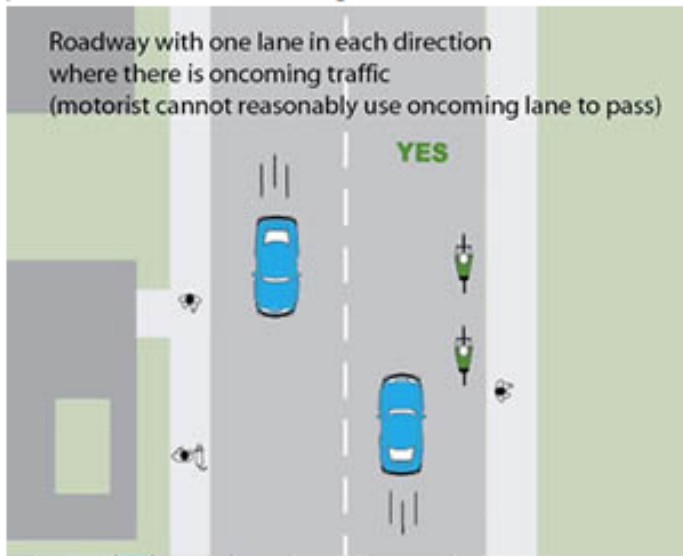 Roadway with one lane in each direction
where there is oncoming traffic
(motorist cannot reasonably use oncoming lane to pass)
YES